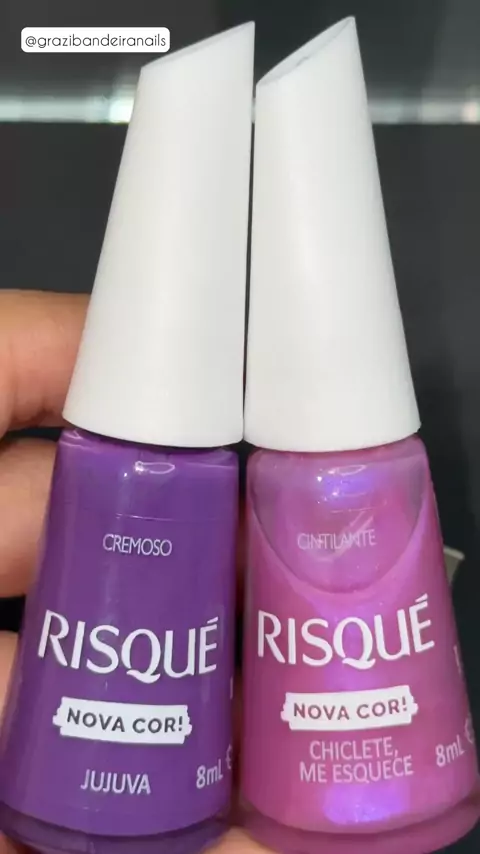 @grazibandeiranails
CREMOSO
RISQUÉ
NOVA COR!
JUJUVA
8mL
CINTILANTE
RISQUÉ
NOVA COR!
CHICLETE,
ME ESQUECE
8mL